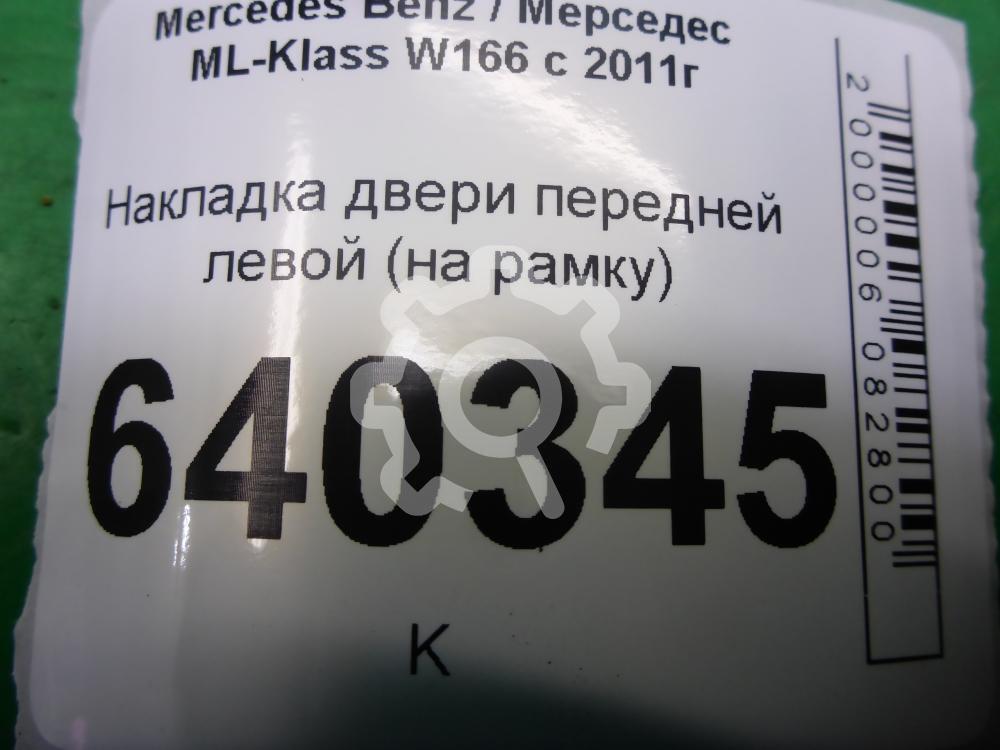 Mercedes Benz / Мерседес
ML-Klass W166 с 2011г
Накладка двери передней
левой (на рамку)
640345
К
2000006082800